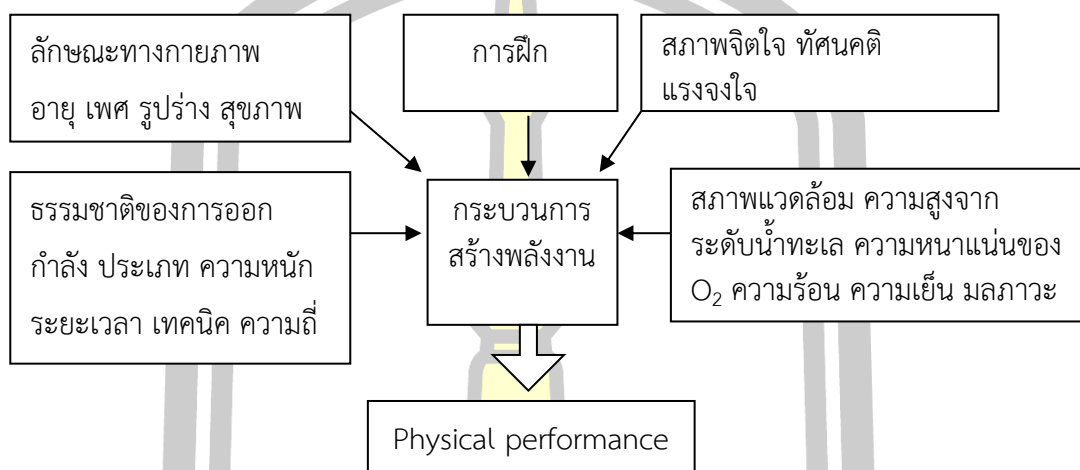 ลักษณะทางกายภาพ
อายุ เพศ รูปร่าง สุขภาพ
การฝึก
สภาพจิตใจ ทัศนคติ
แรงจงใจ
ธรรมชาติของการออก
กำลัง ประเภท ความหนัก
ระยะเวลา เทคนิค ความถี่
กระบวนการ
สร้างพลังงาน
สภาพแวดล้อม ความสูงจาก
ระดับน้ำทะเล ความหนาแน่นของ
O₂ ความร้อน ความเย็น มลภาวะ
Physical performance